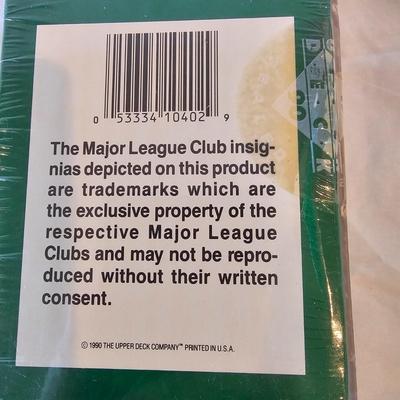 0 53334 10402 9
The Major League Club insig-
nias depicted on this product
are trademarks which are
the exclusive property of the
respective Major League
Clubs and may not be repro-
duced without their written
consent.
© 1990 THE UPPER DECK COMPANY™ PRINTED IN U.S.A.